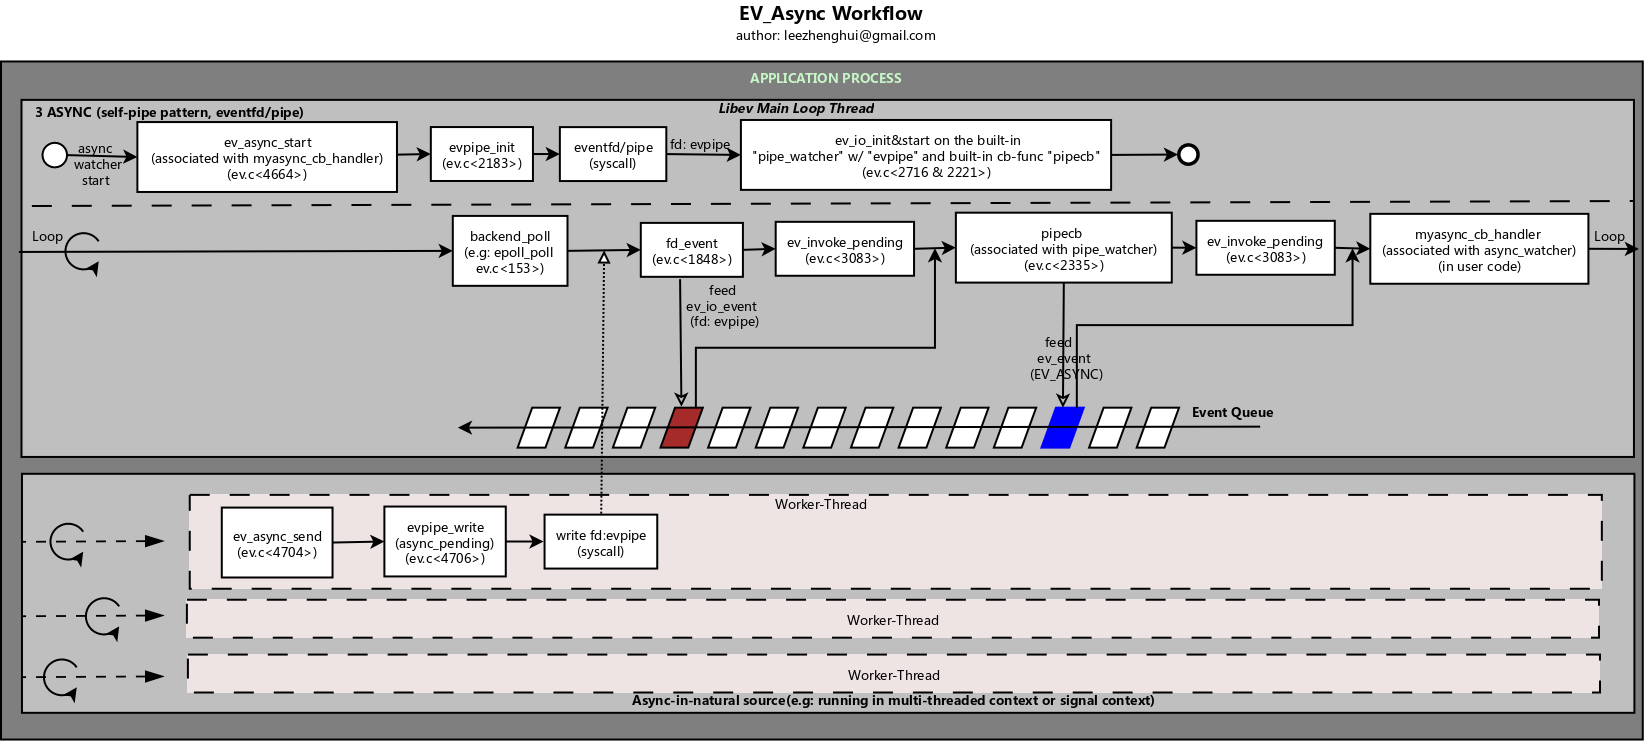 EV_Async Workflow
author: leezhenghui@gmail.com
APPLICATION PROCESS
3 ASYNC (self-pipe pattern, eventfd/pipe)
Libev Main Loop Thread
async
watcher
start
ev_async_start
(associated with myasync_cb_handler)
(ev.c<4664>)
evpipe_init
(ev.c<2183>)
eventfd/pipe
(syscall)
fd: evpipe
ev_io_init&start on the built-in
"pipe_watcher" w/ "evpipe" and built-in cb-func "pipecb"
(ev.c<2716 & 2221>)
Loop
backend_poll
(e.g: epoll_poll
ev.c<153>)
fd_event
(ev.c<1848>)
ev_invoke_pending
(ev.c<3083>)
pipecb
(associated with pipe_watcher)
(ev.c<2335>)
ev_invoke_pending
(ev.c<3083>)
myasync_cb_handler
(associated with async_watcher)
(in user code)
Loop
feed
ev_io_event
(fd: evpipe)
feed
ev_event
(EV_ASYNC)
Event Queue
Worker-Thread
ev_async_send
(ev.c<4704>)
evpipe_write
(async_pending)
(ev.c<4706>)
write fd:evpipe
(syscall)
Worker-Thread
Worker-Thread
Async-in-natural source(e.g: running in multi-threaded context or signal context)